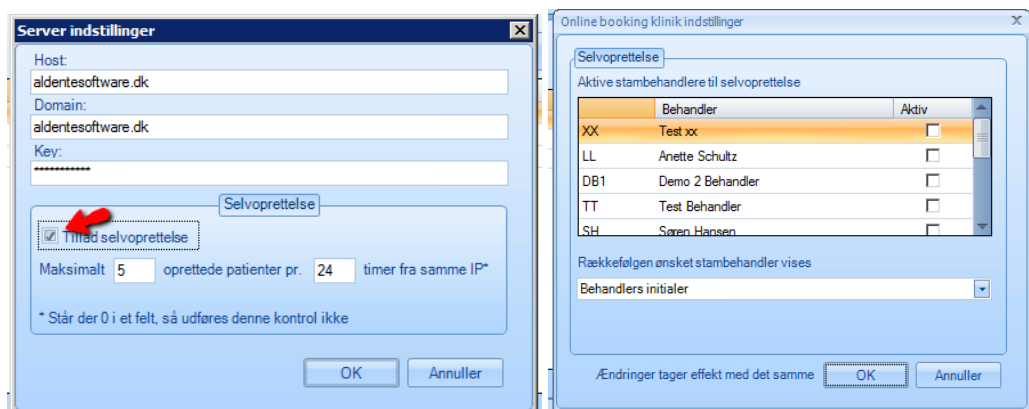 Server indstillinger
Host:
aldentesoftware.dk
Domain:
aldentesoftware.dk
Key:
***********
Selvoprettelse
Tillad selvoprettelse
Maksimalt 5 oprettede patienter pr. 24 timer fra samme IP*
* Står der 0 i et felt, så udføres denne kontrol ikke
OK Annuller
Online booking klinik indstillinger
Selvoprettelse
Aktive stambehandlere til selvoprettelse
Behandler Aktiv
XX Test xx
LL Anette Schultz
DB1 Demo 2 Behandler
TT Test Behandler
SH Søren Hansen
Rækkefølgen ønsket stambehandler vises
Behandlers initialer
Ændringer tager effekt med det samme OK Annuller